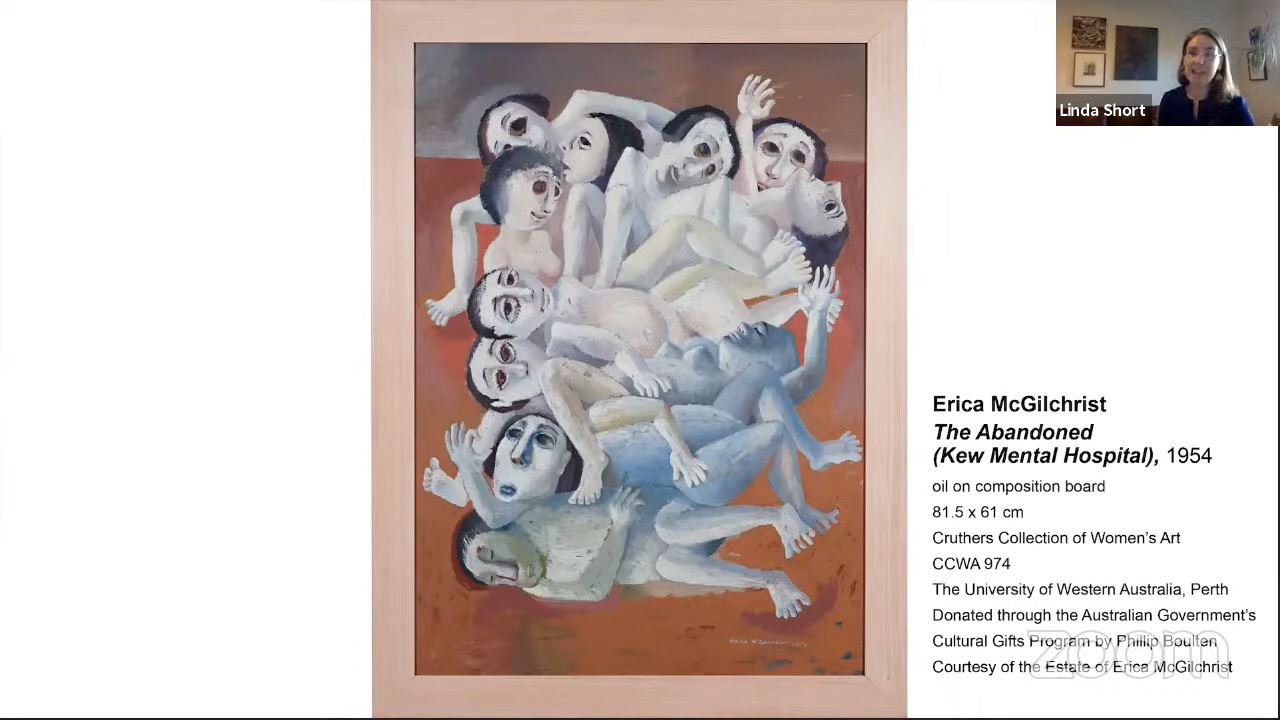 Linda Short
Erica McGilchrist
The Abandoned
(Kew Mental Hospital), 1954
oil on composition board
81.5 x 61 cm
Cruthers Collection of Women's Art
CCWA 974
The University of Western Australia, Perth
Donated through the Australian Government's
Cultural Gifts Program by Phillip Boulten
Courtesy of the Estate of Erica McGilchrist
zoom